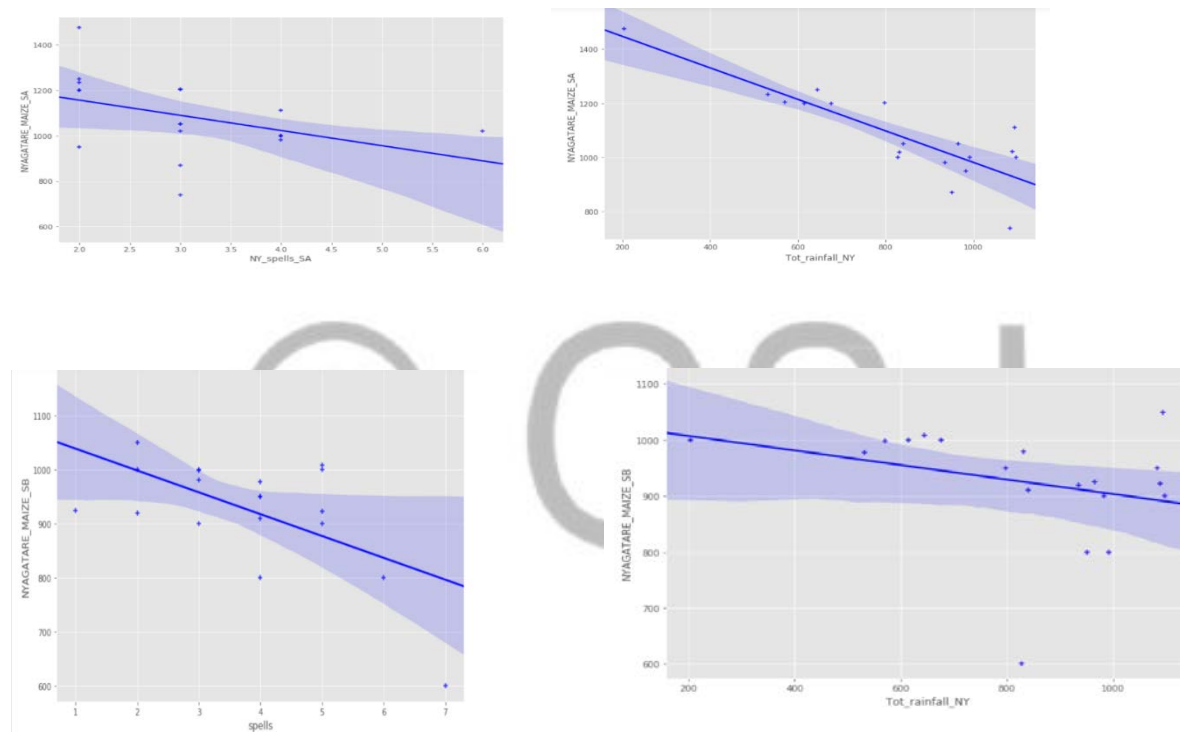 1400
1200
1000
800
600
NYAGATARE_MAIZE_SA
2.0 2.5 3.0 3.5 4.0 4.5 5.0 5.5 6.0
NY_spells_SA
1400
1200
1000
800
NYAGATARE_MAIZE_SA
200 400 600 800 1000
Tot_rainfall_NY
1100
1000
900
800
700
600
NYAGATARE_MAIZE_SB
1 2 3 4 5 6 7
spells
1100
1000
900
800
700
600
NYAGATARE_MAIZE_SB
200 400 600 800 1000
Tot_rainfall_NY